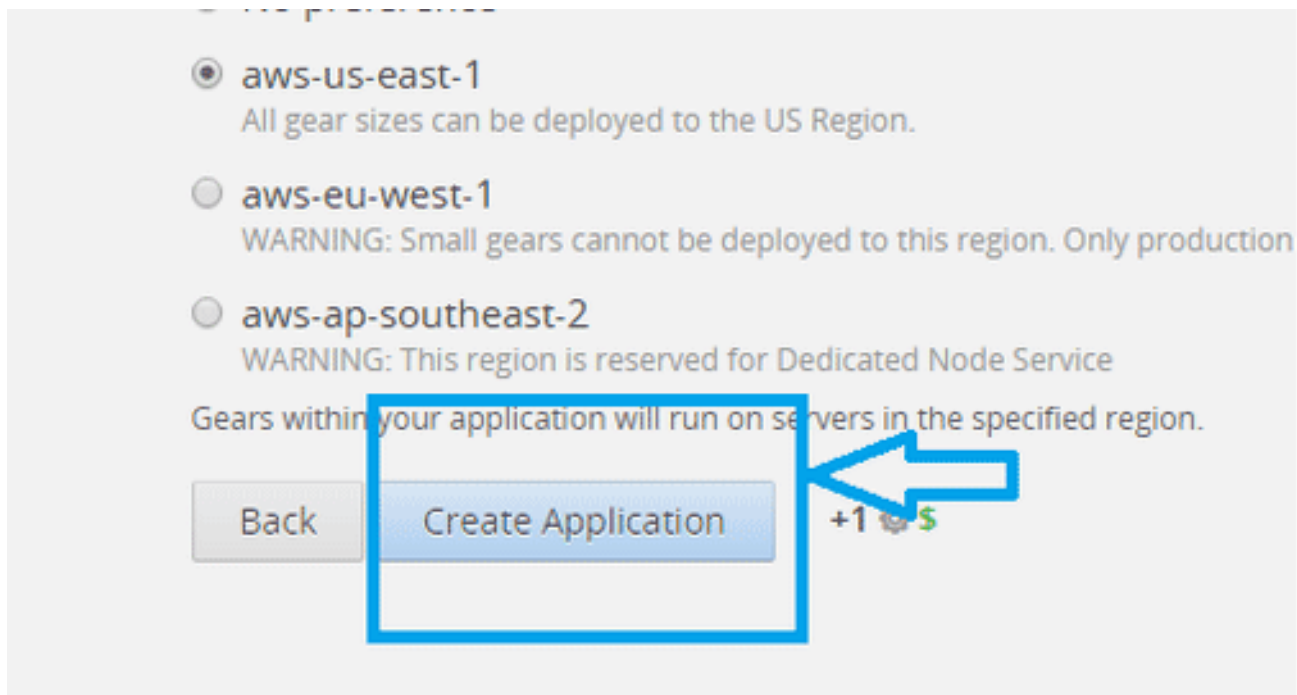 No preference
aws-us-east-1
All gear sizes can be deployed to the US Region.
aws-eu-west-1
WARNING: Small gears cannot be deployed to this region. Only production
aws-ap-southeast-2
WARNING: This region is reserved for Dedicated Node Service
Gears within your application will run on servers in the specified region.
Back Create Application +1 $